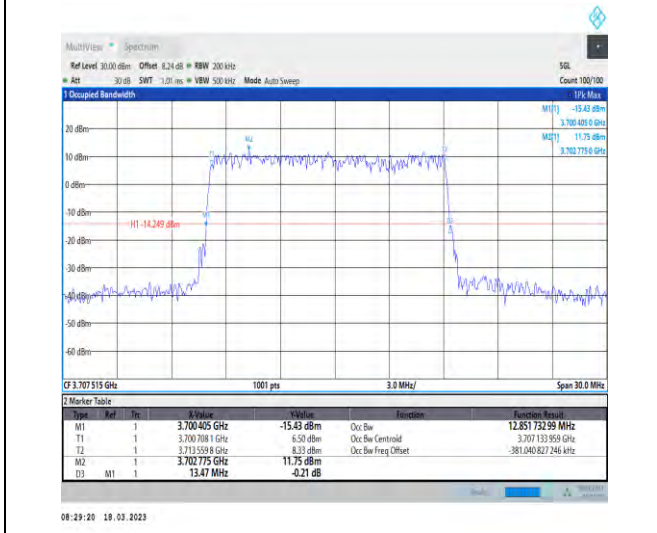 MultiView Spectrum
Ref Level 30.00 dBm Offset 8.24 dB RBW 200 kHz SGL
Att 30 dB SWT 1.01 ms VBW 500 kHz Mode Auto Sweep Count 100/100
1 Occupied Bandwidth 1Pk Max
M1[1] -15.43 dBm
3.700 405 0 GHz
M2[1] 11.75 dBm
3.702 775 0 GHz
20 dBm
M2
10 dBm
0 dBm
-10 dBm
M1
H1 -14.249 dBm
-20 dBm
-30 dBm
-40 dBm
-50 dBm
-60 dBm
CF 3.707 515 GHz 1001 pts 3.0 MHz/ Span 30.0 MHz
2 Marker Table
Type Ref Trc X-Value Y-Value Function Function Result
M1 1 3.700 405 GHz -15.43 dBm Occ Bw 12.851 732 99 MHz
T1 1 3.700 708 1 GHz 6.50 dBm Occ Bw Centroid 3.707 133 959 GHz
T2 1 3.713 559 8 GHz 8.33 dBm Occ Bw Freq Offset -381.040 827 246 kHz
M2 1 3.702 775 GHz 11.75 dBm
D3 M1 1 13.47 MHz -0.21 dB
08:29:20 18.03.2023